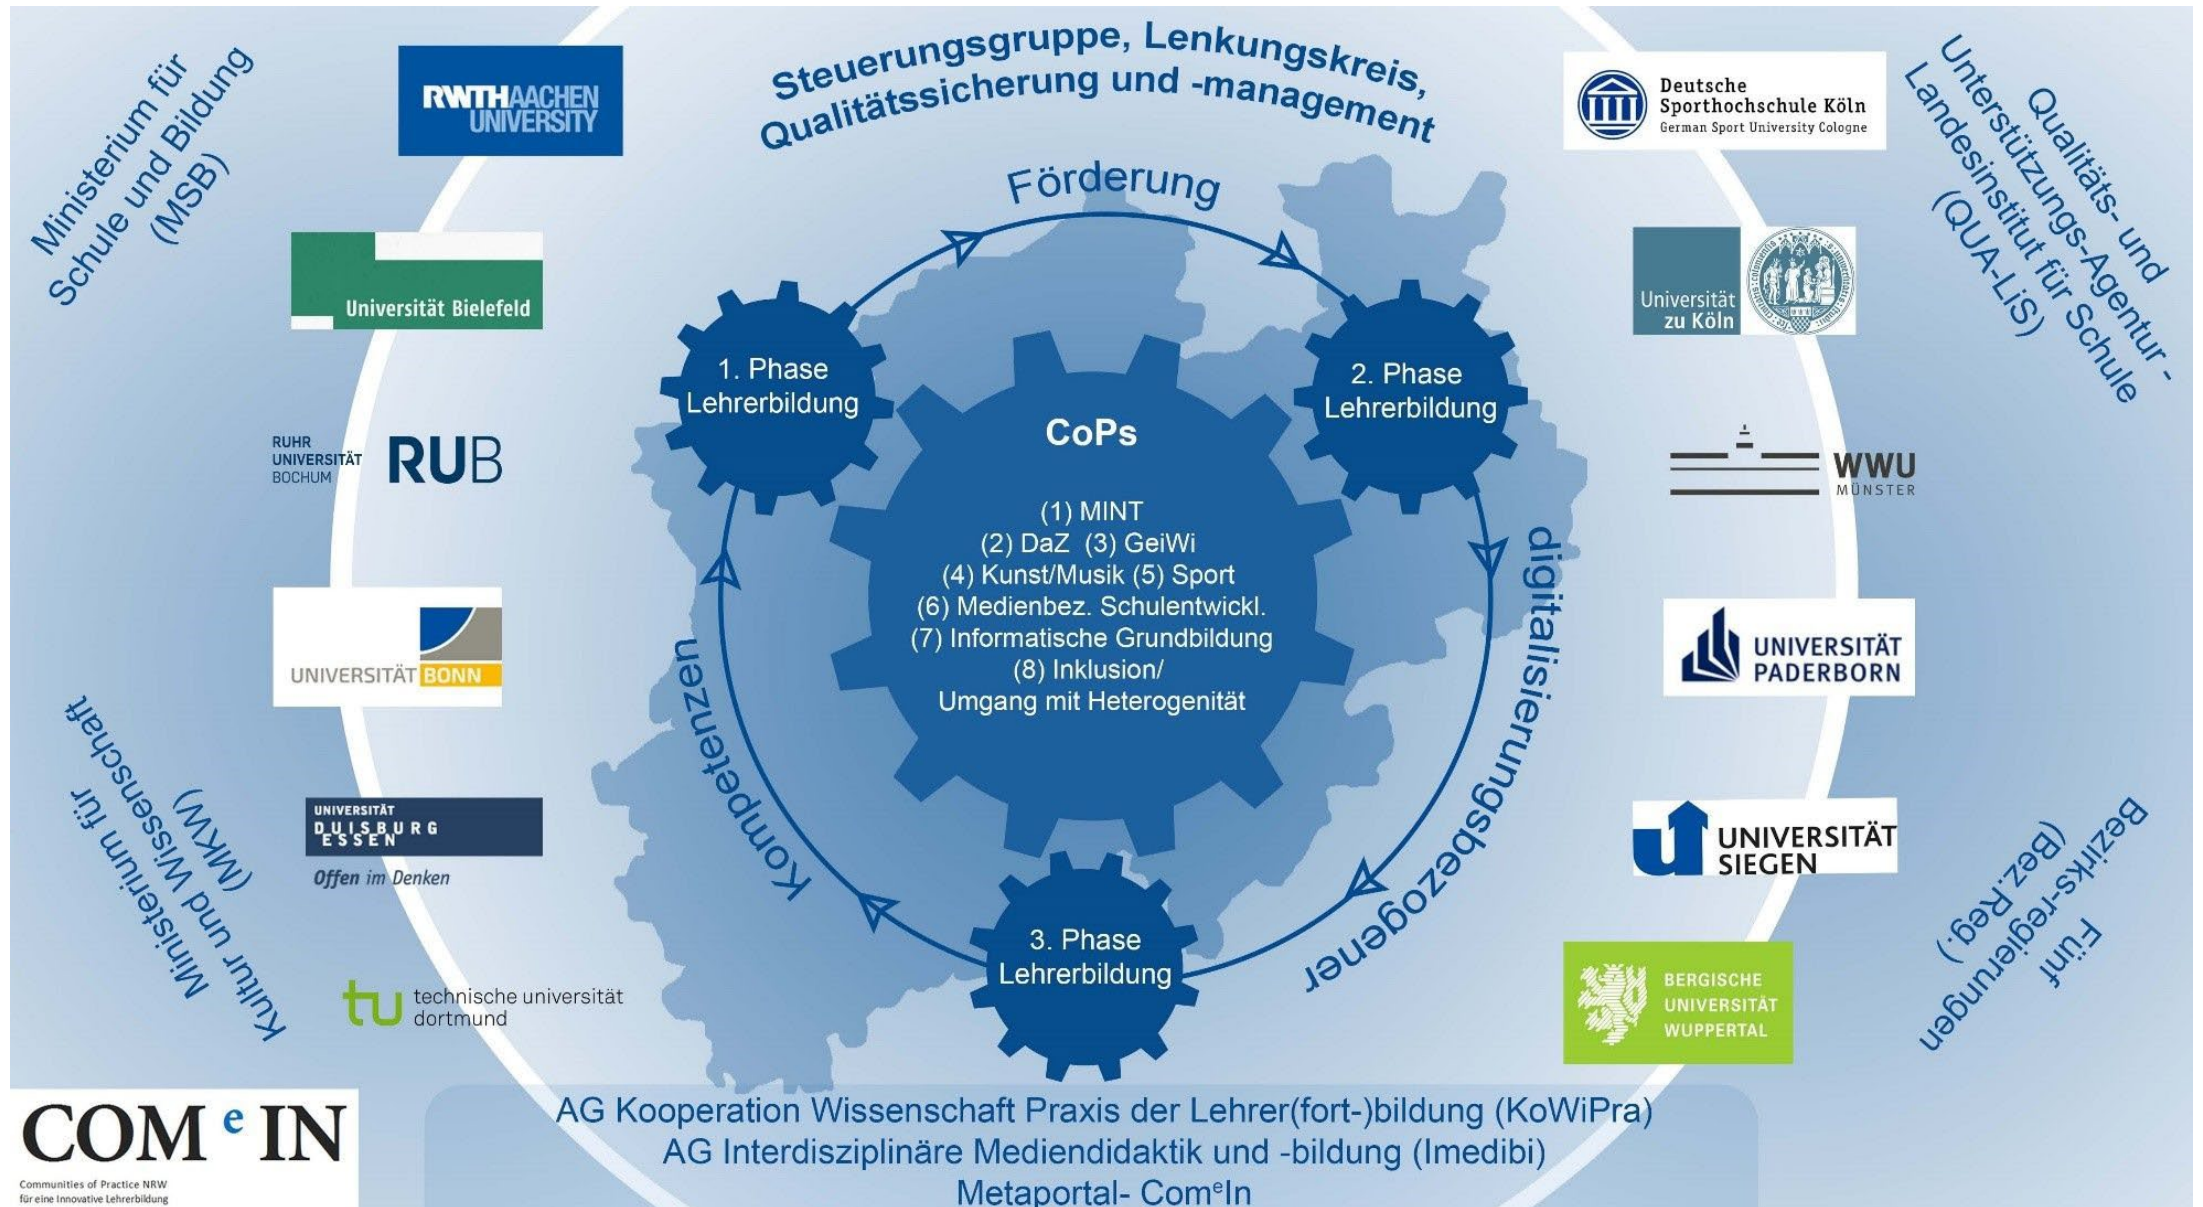 Steuerungsgruppe, Lenkungskreis,
Qualitätssicherung und -management
Ministerium für
Schule und Bildung
(MSB)
RWTHAACHEN
UNIVERSITY
Universität Bielefeld
RUHR
UNIVERSITÄT
BOCHUM
RUB
UNIVERSITÄT BONN
UNIVERSITÄT
DUISBURG
ESSEN
Offen im Denken
technische universität
dortmund
tu
Ministerium für
Kultur und Wissenschaft
(MKW)
Förderung
digitalisierungsbezogener
Kompetenzen
1. Phase
Lehrerbildung
2. Phase
Lehrerbildung
3. Phase
Lehrerbildung
CoPs
(1) MINT
(2) DaZ (3) GeiWi
(4) Kunst/Musik (5) Sport
(6) Medienbez. Schulentwickl.
(7) Informatische Grundbildung
(8) Inklusion/
Umgang mit Heterogenität
Deutsche
Sporthochschule Köln
German Sport University Cologne
Universität
zu Köln
WWU
MÜNSTER
UNIVERSITÄT
PADERBORN
UNIVERSITÄT
SIEGEN
BERGISCHE
UNIVERSITÄT
WUPPERTAL
Qualitäts- und
Unterstützungs-Agentur -
Landesinstitut für Schule
(QUA-LiS)
Fünf
Bezirks-regierungen
(Bez.Reg.)
COMeIN
Communities of Practice NRW
für eine Innovative Lehrerbildung
AG Kooperation Wissenschaft Praxis der Lehrer(fort-)bildung (KoWiPra)
AG Interdisziplinäre Mediendidaktik und -bildung (Imedibi)
Metaportal- ComeIn